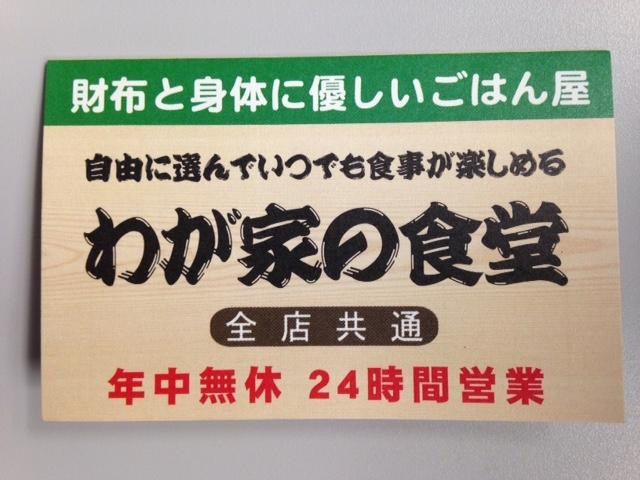 財布と身体に優しいごはん屋
自由に選んでいつでも食事が楽しめる
わが家の食堂
全店共通
年中無休 24時間営業